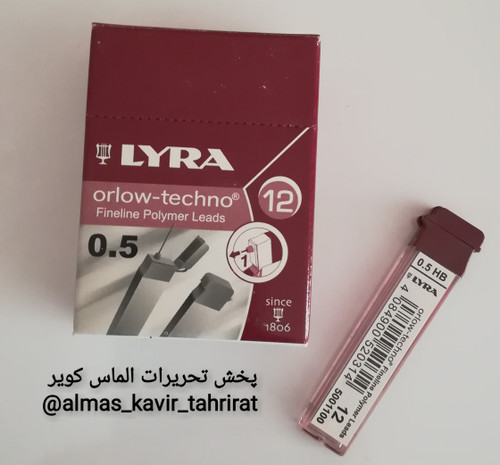 LYRA
orlow-techno® 12
Fineline Polymer Leads
0.5
1
since
1806
پخش تحریرات الماس کویر
@almas_kavir_tahrirat
0.5 HB
LYRA
orlow-techno® Fineline Polymer Leads
4 084900 520314
12
5001100